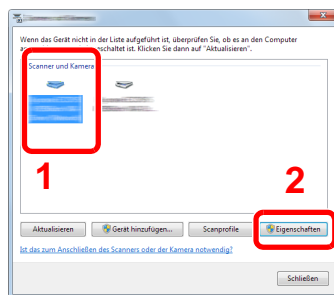 Wenn das Gerät nicht in der Liste aufgeführt ist, überprüfen Sie, ob es an den Computer
schaltet ist. Klicken Sie dann auf "Aktualisieren".
Scanner und Kamera
1
2
Aktualisieren
Gerät hinzufügen...
Scanprofile
Eigenschaften
Ist das zum Anschließen des Scanners oder der Kamera notwendig?
Schließen